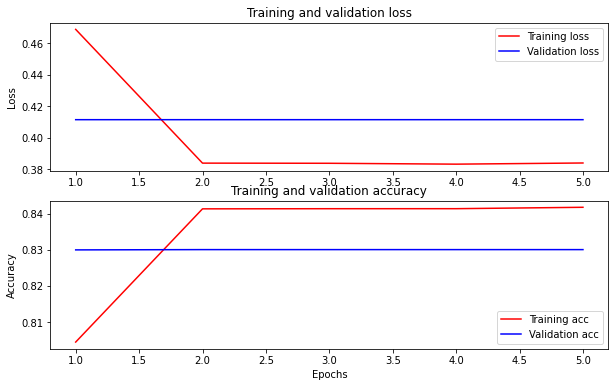 Training and validation loss
0.46
0.44
0.42
0.40
0.38
Loss
Training loss
Validation loss
1.0 1.5 2.0 2.5 3.0 3.5 4.0 4.5 5.0
Training and validation accuracy
0.84
0.83
0.82
0.81
Accuracy
Training acc
Validation acc
1.0 1.5 2.0 2.5 3.0 3.5 4.0 4.5 5.0
Epochs